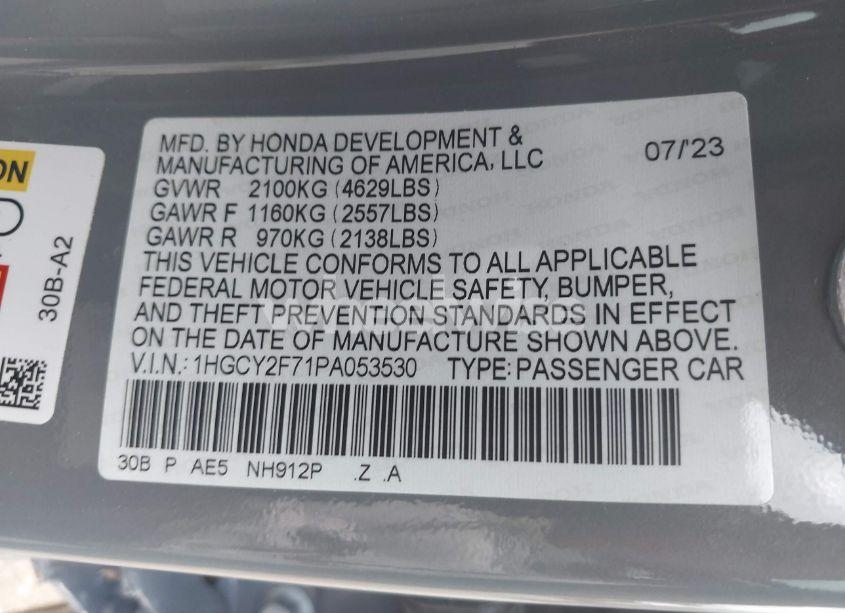 MFD. BY HONDA DEVELOPMENT &
MANUFACTURING OF AMERICA, LLC 07/'23
GVWR 2100KG (4629LBS)
GAWR F 1160KG (2557LBS)
GAWR R 970KG (2138LBS)
THIS VEHICLE CONFORMS TO ALL APPLICABLE
FEDERAL MOTOR VEHICLE SAFETY, BUMPER,
AND THEFT PREVENTION STANDARDS IN EFFECT
ON THE DATE OF MANUFACTURE SHOWN ABOVE.
V.I.N.: 1HGCY2F71PA053530 TYPE: PASSENGER CAR
30B P AE5 NH912P .Z .A
30B-A2
ON